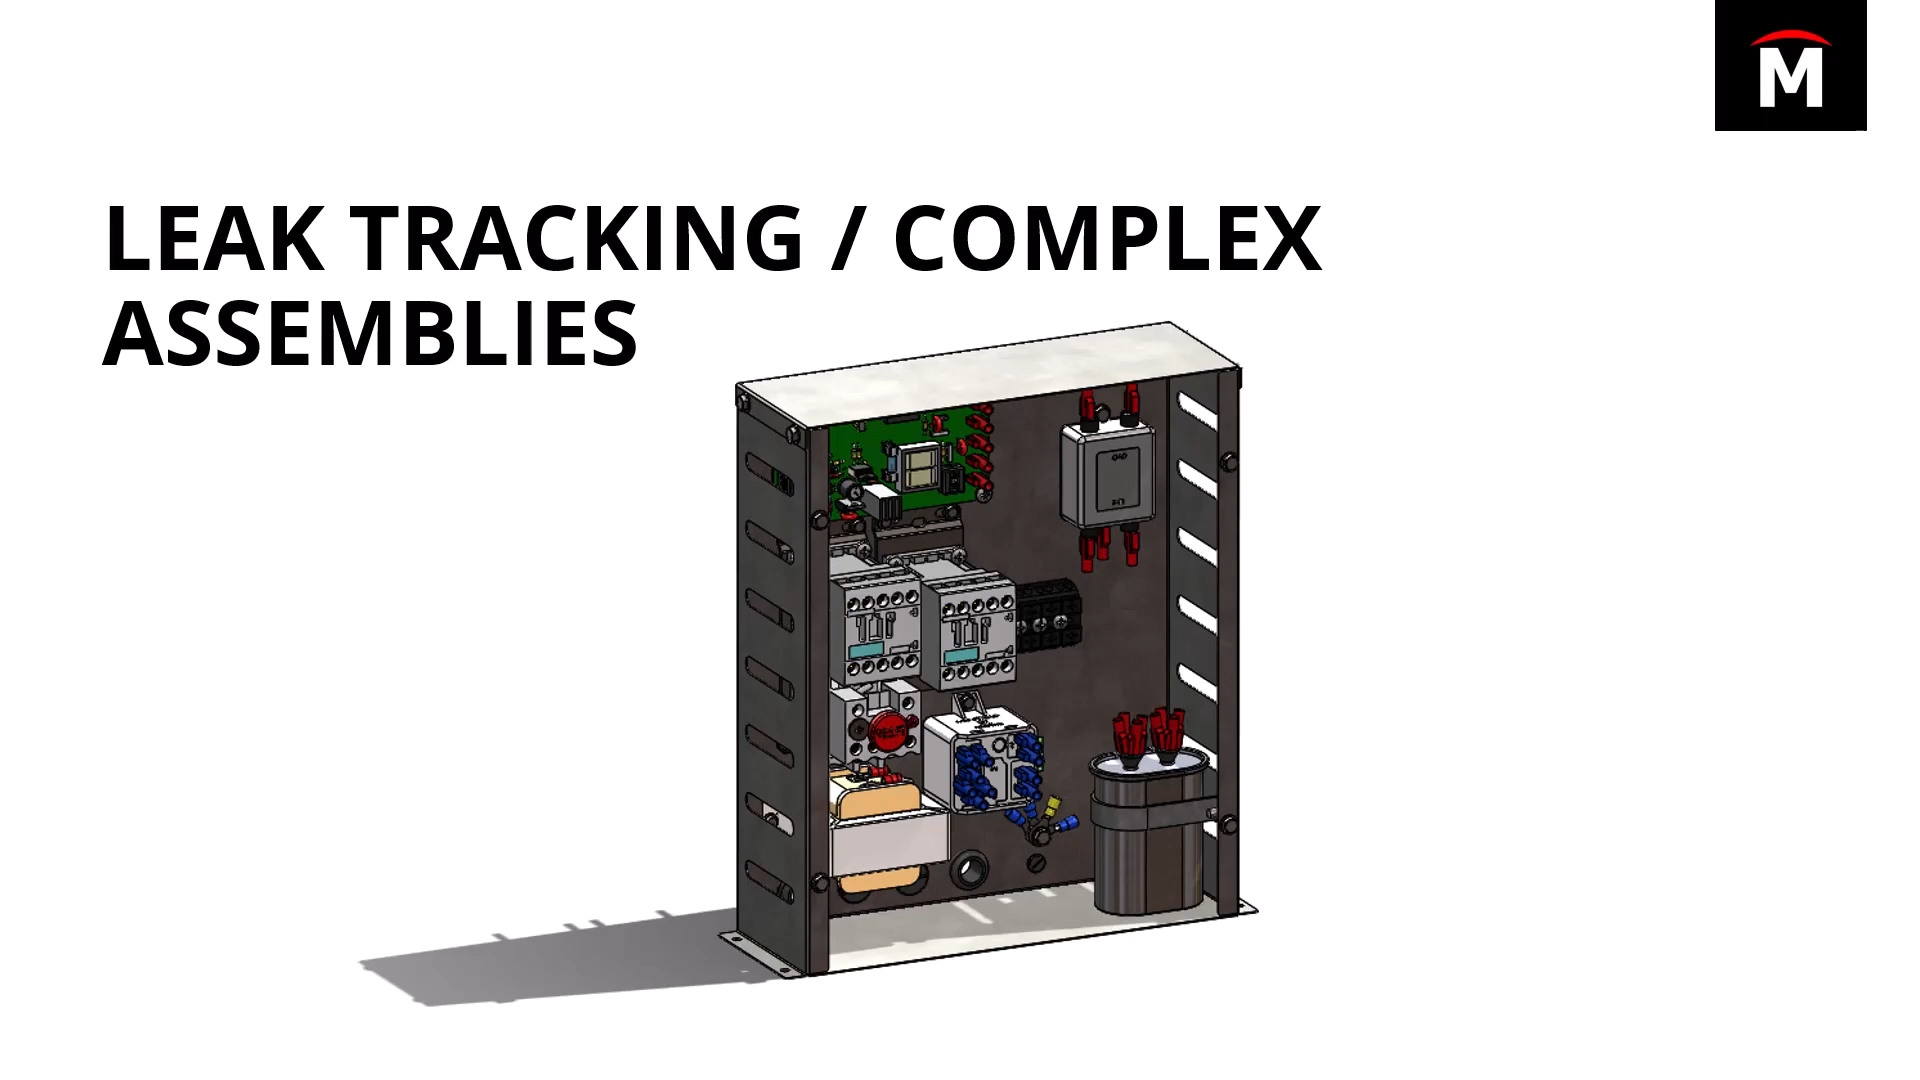 M
LEAK TRACKING / COMPLEX
ASSEMBLIES